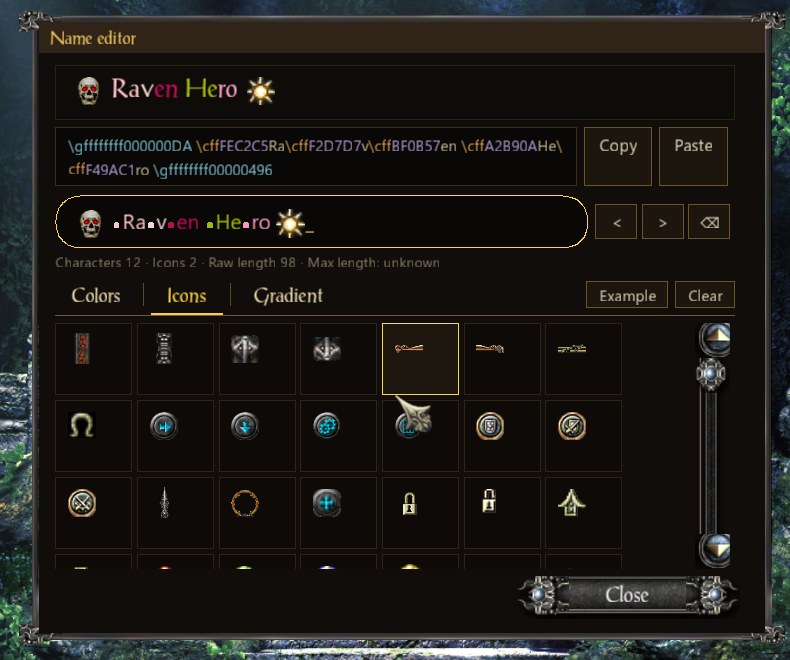 Name editor
Raven Hero
\gffffffff000000DA \cffFEC2C5Ra\cffF2D7D7v\cffBF0B57en \cffA2B90AHe\
cffF49AC1ro \gffffffff00000496
Copy
Paste
Ra v en He ro _
< > ⌫
Characters 12 · Icons 2 · Raw length 98 · Max length: unknown
Colors
Icons
Gradient
Example
Clear
Close